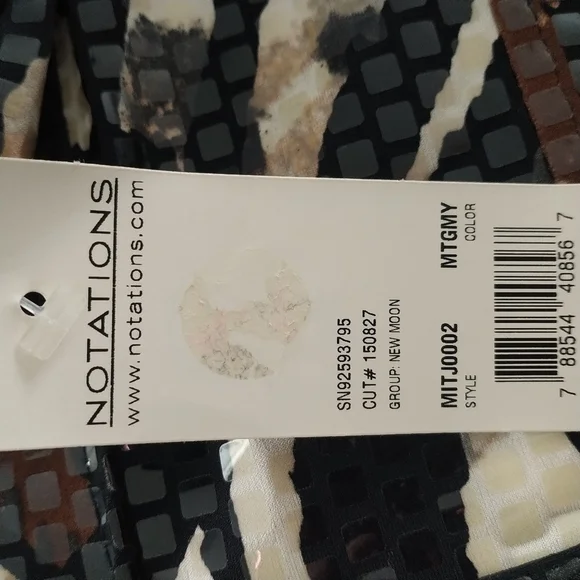 NOTATIONS
www.notations.com
SN92593795
CUT# 150827
GROUP: NEW MOON
MITJ0002 MTGMY
STYLE COLOR
7 88544 40856 7